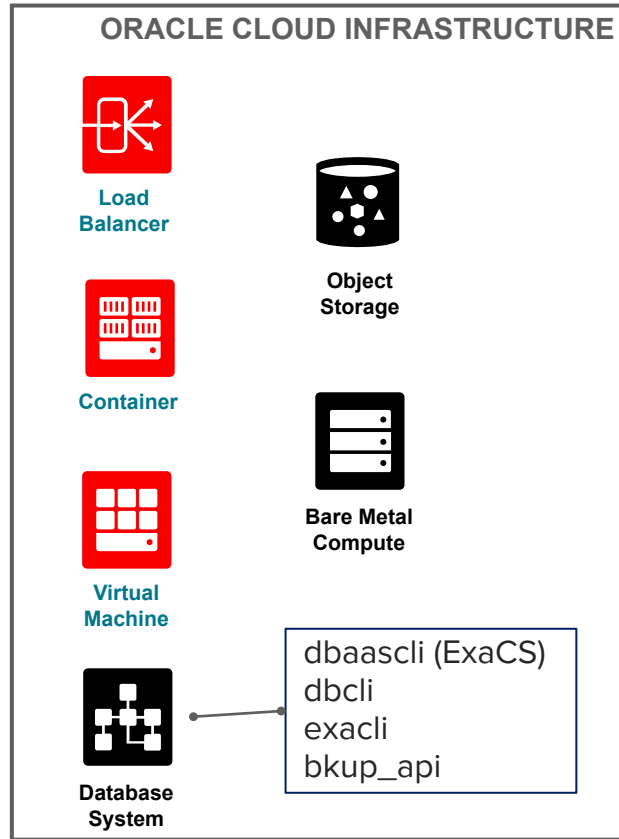 ORACLE CLOUD INFRASTRUCTURE
Load
Balancer
Object
Storage
Container
Bare Metal
Compute
Virtual
Machine
dbaascli (ExaCS)
dbcli
exacli
bkup_api
Database
System